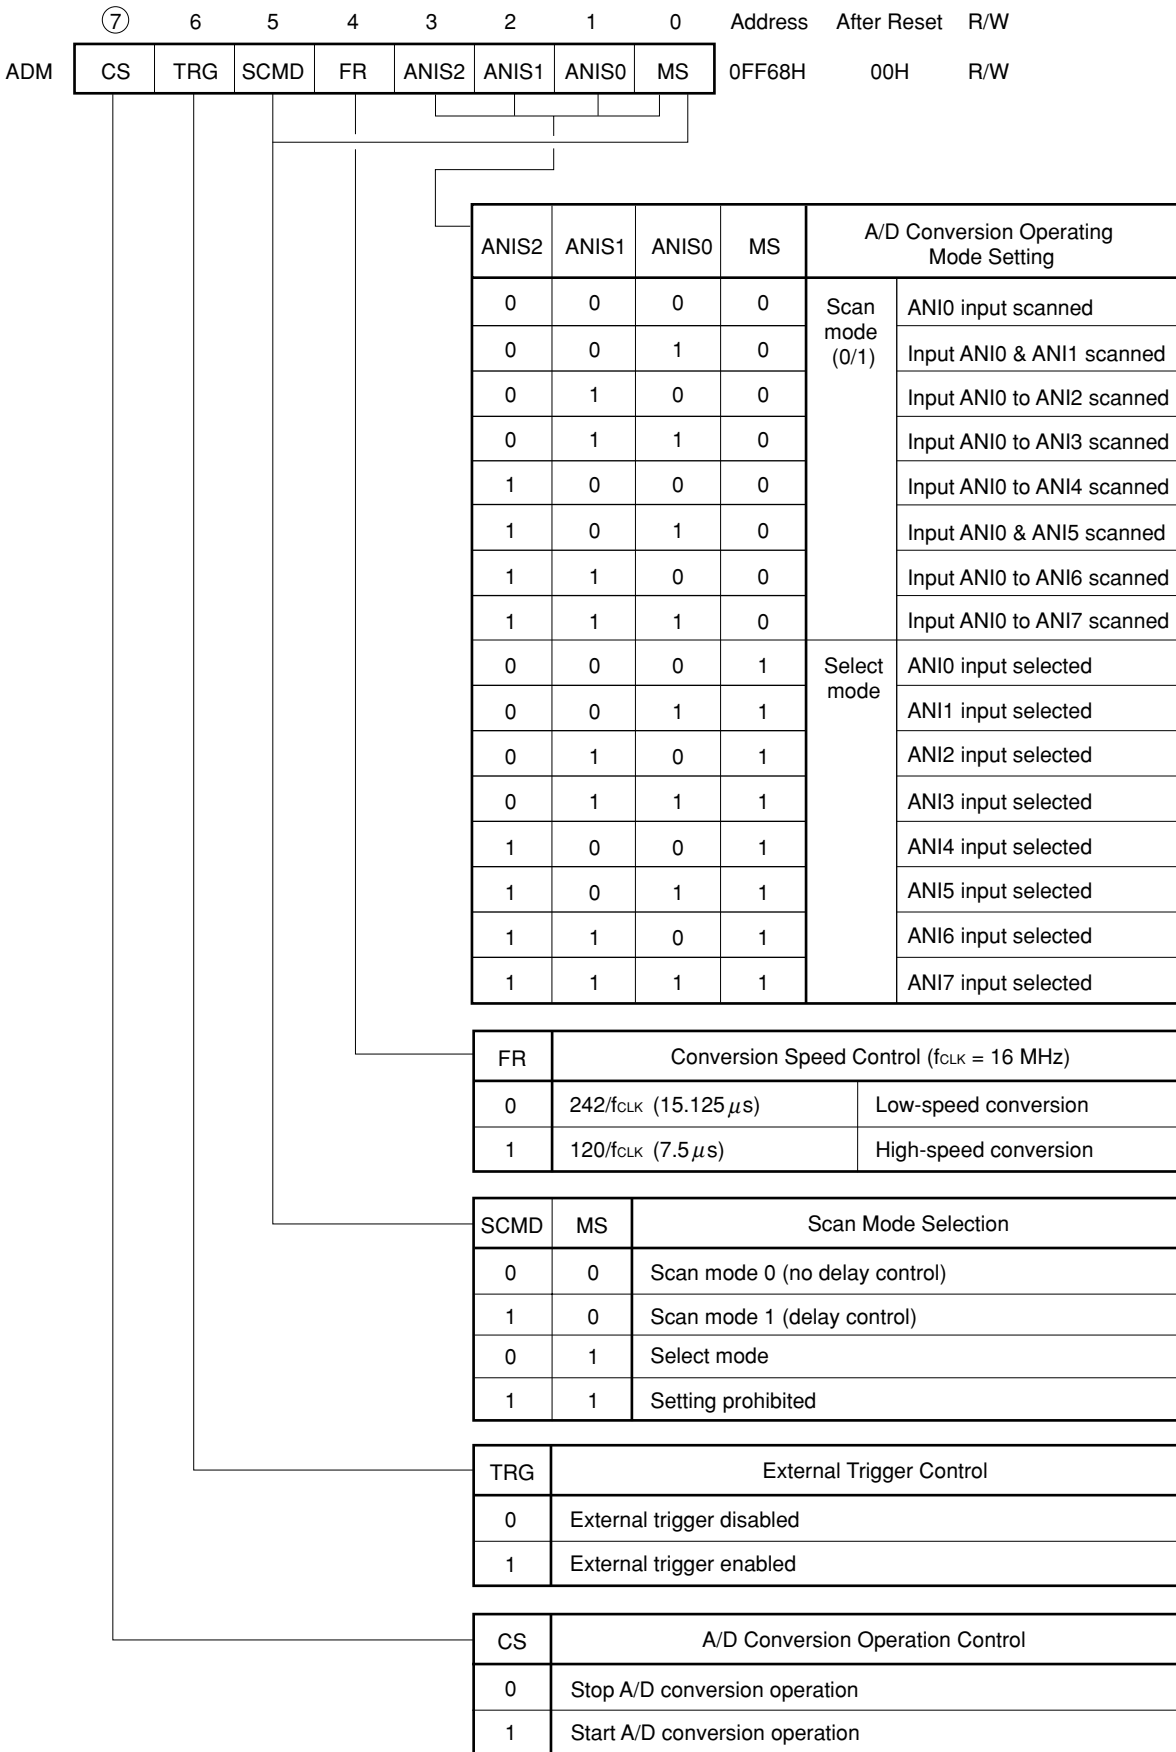 7 6 5 4 3 2 1 0 Address After Reset R/W
ADM CS TRG SCMD FR ANIS2 ANIS1 ANIS0 MS 0FF68H 00H R/W
ANIS2 ANIS1 ANIS0 MS A/D Conversion Operating
Mode Setting
0 0 0 0 Scan ANI0 input scanned
mode
0 0 1 0 (0/1) Input ANI0 & ANI1 scanned
0 1 0 0 Input ANI0 to ANI2 scanned
0 1 1 0 Input ANI0 to ANI3 scanned
1 0 0 0 Input ANI0 to ANI4 scanned
1 0 1 0 Input ANI0 & ANI5 scanned
1 1 0 0 Input ANI0 to ANI6 scanned
1 1 1 0 Input ANI0 to ANI7 scanned
0 0 0 1 Select ANI0 input selected
mode
0 0 1 1 ANI1 input selected
0 1 0 1 ANI2 input selected
0 1 1 1 ANI3 input selected
1 0 0 1 ANI4 input selected
1 0 1 1 ANI5 input selected
1 1 0 1 ANI6 input selected
1 1 1 1 ANI7 input selected
FR Conversion Speed Control (fCLK = 16 MHz)
0 242/fCLK (15.125 μs) Low-speed conversion
1 120/fCLK (7.5 μs) High-speed conversion
SCMD MS Scan Mode Selection
0 0 Scan mode 0 (no delay control)
1 0 Scan mode 1 (delay control)
0 1 Select mode
1 1 Setting prohibited
TRG External Trigger Control
0 External trigger disabled
1 External trigger enabled
CS A/D Conversion Operation Control
0 Stop A/D conversion operation
1 Start A/D conversion operation